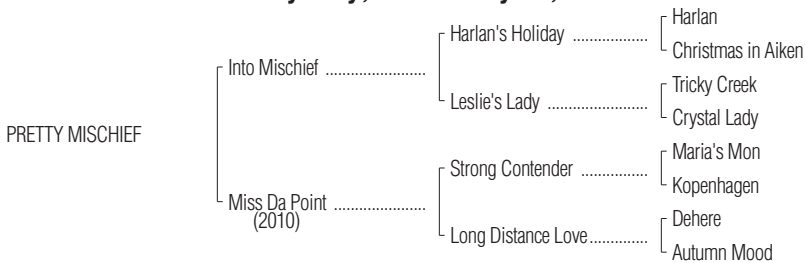 Harlan
Harlan's Holiday ..................
Christmas in Aiken
Into Mischief ........................
Tricky Creek
Leslie's Lady ........................
Crystal Lady
PRETTY MISCHIEF
Maria's Mon
Strong Contender ................
Kopenhagen
Miss Da Point ......................
(2010)
Dehere
Long Distance Love..............
Autumn Mood